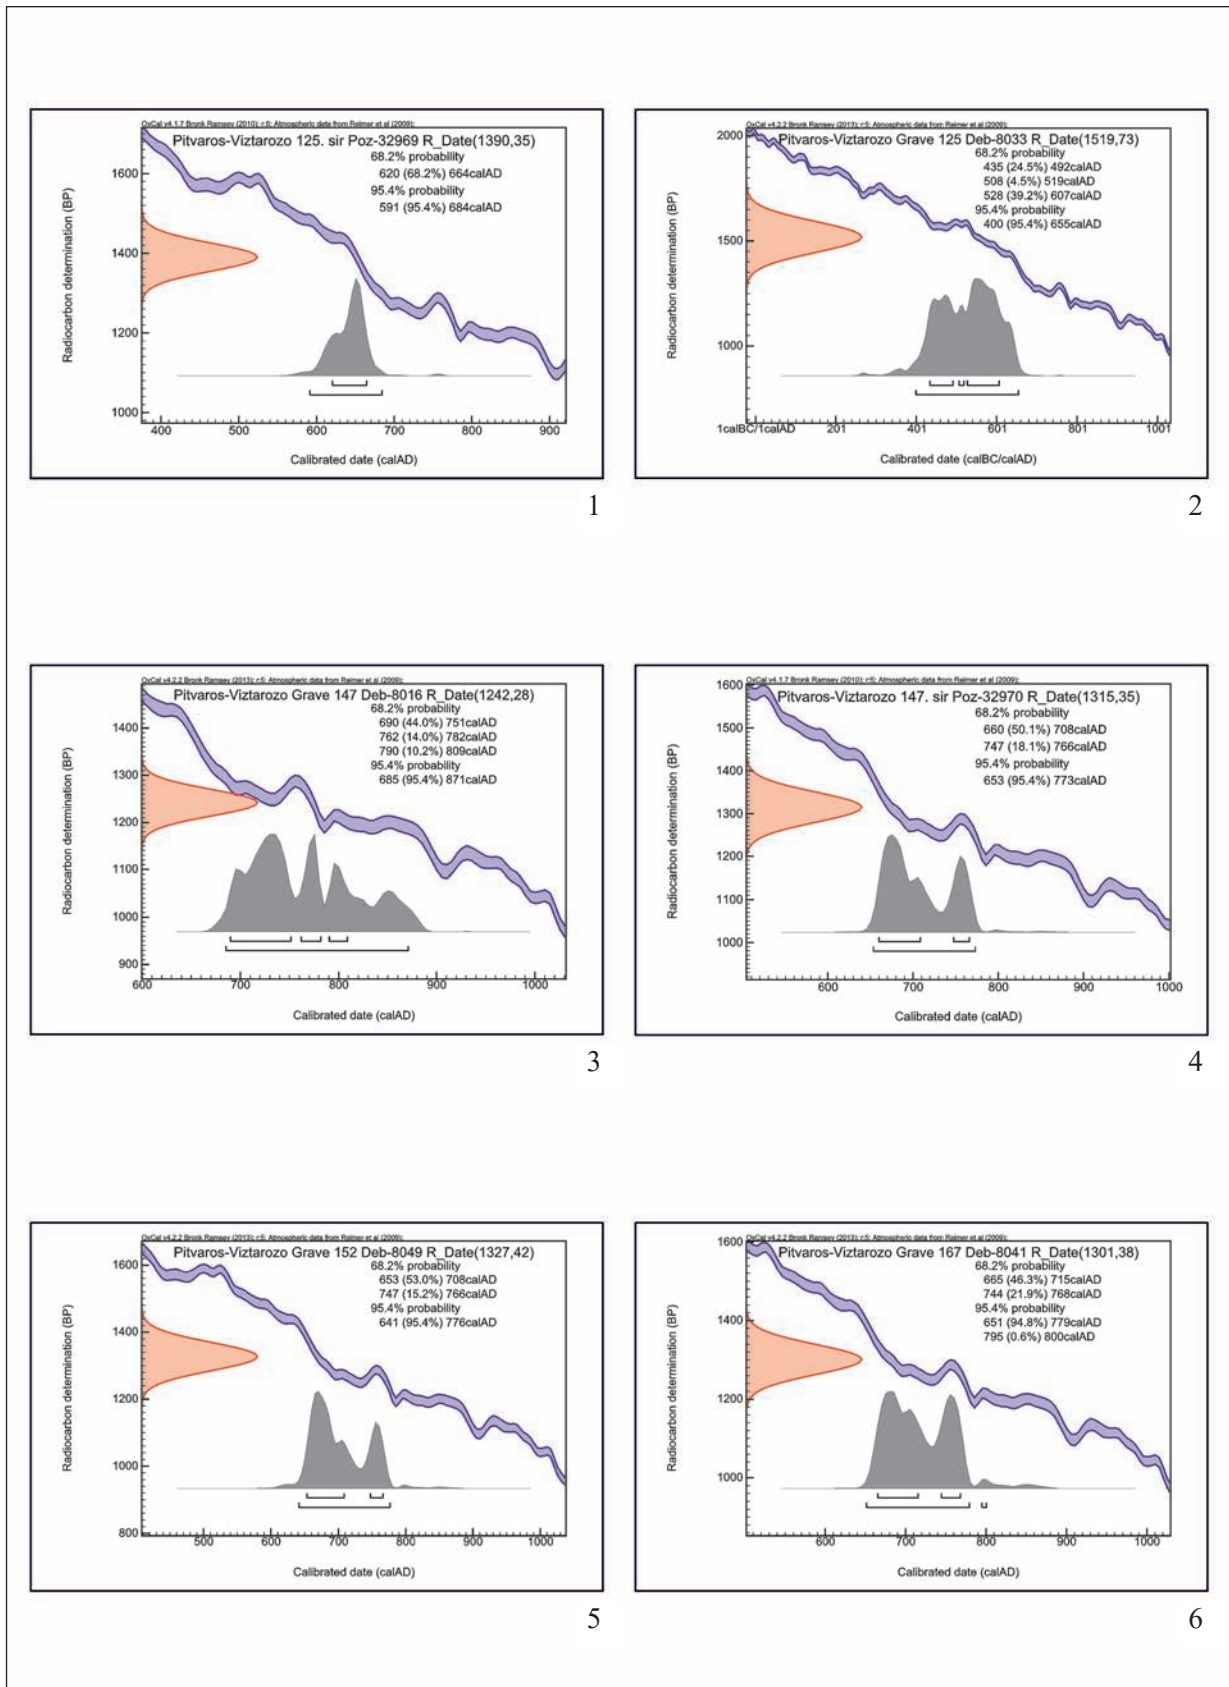 OxCal v4.1.7 Bronk Ramsey (2010); r:5; Atmospheric data from Reimer et al (2009);
Pitvaros-Viztarozo 125. sir Poz-32969 R_Date(1390,35)
68.2% probability
620 (68.2%) 664calAD
95.4% probability
591 (95.4%) 684calAD
Radiocarbon determination (BP)
1600
1400
1200
1000
400 500 600 700 800 900
Calibrated date (calAD)
1
OxCal v4.2.2 Bronk Ramsey (2013); r:5; Atmospheric data from Reimer et al (2009);
Pitvaros-Viztarozo Grave 125 Deb-8033 R_Date(1519,73)
68.2% probability
435 (24.5%) 492calAD
508 (4.5%) 519calAD
528 (39.2%) 607calAD
95.4% probability
400 (95.4%) 655calAD
Radiocarbon determination (BP)
2000
1500
1000
1calBC/1calAD 201 401 601 801 1001
Calibrated date (calBC/calAD)
2
OxCal v4.2.2 Bronk Ramsey (2013); r:5; Atmospheric data from Reimer et al (2009);
Pitvaros-Viztarozo Grave 147 Deb-8016 R_Date(1242,28)
68.2% probability
690 (44.0%) 751calAD
762 (14.0%) 782calAD
790 (10.2%) 809calAD
95.4% probability
685 (95.4%) 871calAD
Radiocarbon determination (BP)
1400
1300
1200
1100
1000
900
600 700 800 900 1000
Calibrated date (calAD)
3
OxCal v4.1.7 Bronk Ramsey (2010); r:5; Atmospheric data from Reimer et al (2009);
Pitvaros-Viztarozo 147. sir Poz-32970 R_Date(1315,35)
68.2% probability
660 (50.1%) 708calAD
747 (18.1%) 766calAD
95.4% probability
653 (95.4%) 773calAD
Radiocarbon determination (BP)
1600
1500
1400
1300
1200
1100
1000
600 700 800 900 1000
Calibrated date (calAD)
4
OxCal v4.2.2 Bronk Ramsey (2013); r:5; Atmospheric data from Reimer et al (2009);
Pitvaros-Viztarozo Grave 152 Deb-8049 R_Date(1327,42)
68.2% probability
653 (53.0%) 708calAD
747 (15.2%) 766calAD
95.4% probability
641 (95.4%) 776calAD
Radiocarbon determination (BP)
1600
1400
1200
1000
800
500 600 700 800 900 1000
Calibrated date (calAD)
5
OxCal v4.2.2 Bronk Ramsey (2013); r:5; Atmospheric data from Reimer et al (2009);
Pitvaros-Viztarozo Grave 167 Deb-8041 R_Date(1301,38)
68.2% probability
665 (46.3%) 715calAD
744 (21.9%) 768calAD
95.4% probability
651 (94.8%) 779calAD
795 (0.6%) 800calAD
Radiocarbon determination (BP)
1600
1400
1200
1000
600 700 800 900 1000
Calibrated date (calAD)
6